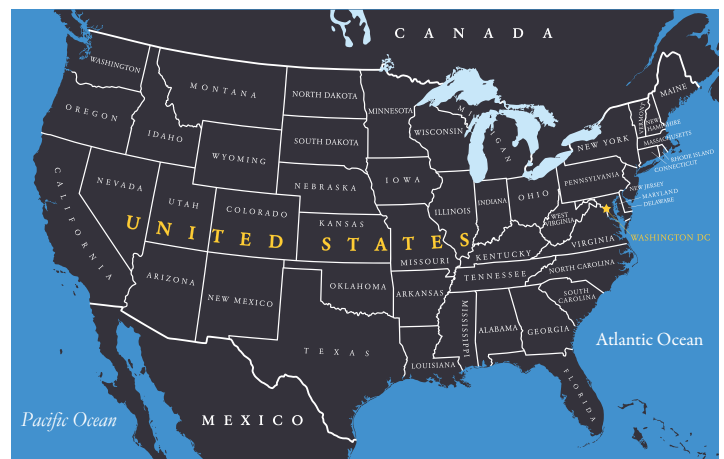 CANADA
WASHINGTON
MONTANA
NORTH DAKOTA
MINNESOTA
MAINE
VERMONT
NEW HAMPSHIRE
OREGON
IDAHO
SOUTH DAKOTA
WISCONSIN
MICHIGAN
NEW YORK
MASSACHUSETTS
RHODE ISLAND
CONNECTICUT
WYOMING
NEBRASKA
IOWA
PENNSYLVANIA
NEW JERSEY
MARYLAND
DELAWARE
NEVADA
UTAH
COLORADO
KANSAS
ILLINOIS
INDIANA
OHIO
WEST VIRGINIA
VIRGINIA
WASHINGTON DC
UNITED STATES
CALIFORNIA
MISSOURI
KENTUCKY
ARIZONA
NEW MEXICO
OKLAHOMA
ARKANSAS
TENNESSEE
NORTH CAROLINA
SOUTH CAROLINA
TEXAS
LOUISIANA
MISSISSIPPI
ALABAMA
GEORGIA
FLORIDA
Atlantic Ocean
Pacific Ocean
MEXICO